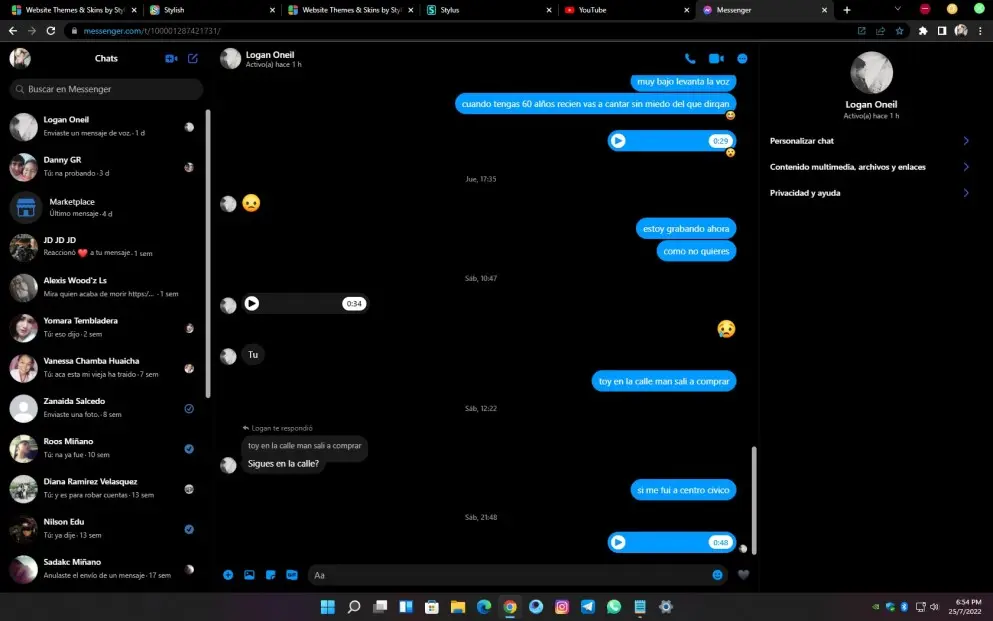 Website Themes & Skins by Styl
Stylish
Website Themes & Skins by Styl
Stylus
YouTube
Messenger
messenger.com/t/100001287421731/
Chats
Buscar en Messenger
Logan Oneil
Enviaste un mensaje de voz. · 1 d
Danny GR
Tú: na probando · 3 d
Marketplace
Último mensaje · 4 d
JD JD JD
Reaccionó ❤️ a tu mensaje · 1 sem
Alexis Wood'z Ls
Mira quien acaba de morir https:/... · 1 sem
Yomara Tembladera
Tú: eso dijo · 2 sem
Vanessa Chamba Huaicha
Tú: aca esta mi vieja ha traido · 7 sem
Zanaida Salcedo
Enviaste una foto. · 8 sem
Roos Miñano
Tú: na ya fue · 10 sem
Diana Ramirez Velasquez
Tú: y es para robar cuentas · 13 sem
Nilson Edu
Tú: ya dije · 13 sem
Sadakc Miñano
Anulaste el envío de un mensaje · 17 sem
Logan Oneil
Activo(a) hace 1 h
muy bajo levanta la voz
cuando tengas 60 alños recien vas a cantar sin miedo del que dirqan
0:29
Jue, 17:35
estoy grabando ahora
como no quieres
Sáb, 10:47
0:34
Tu
toy en la calle man sali a comprar
Sáb, 12:22
Logan te respondió
toy en la calle man sali a comprar
Sigues en la calle?
si me fui a centro civico
Sáb, 21:48
0:48
Aa
Logan Oneil
Activo(a) hace 1 h
Personalizar chat
Contenido multimedia, archivos y enlaces
Privacidad y ayuda
6:54 PM
25/7/2022